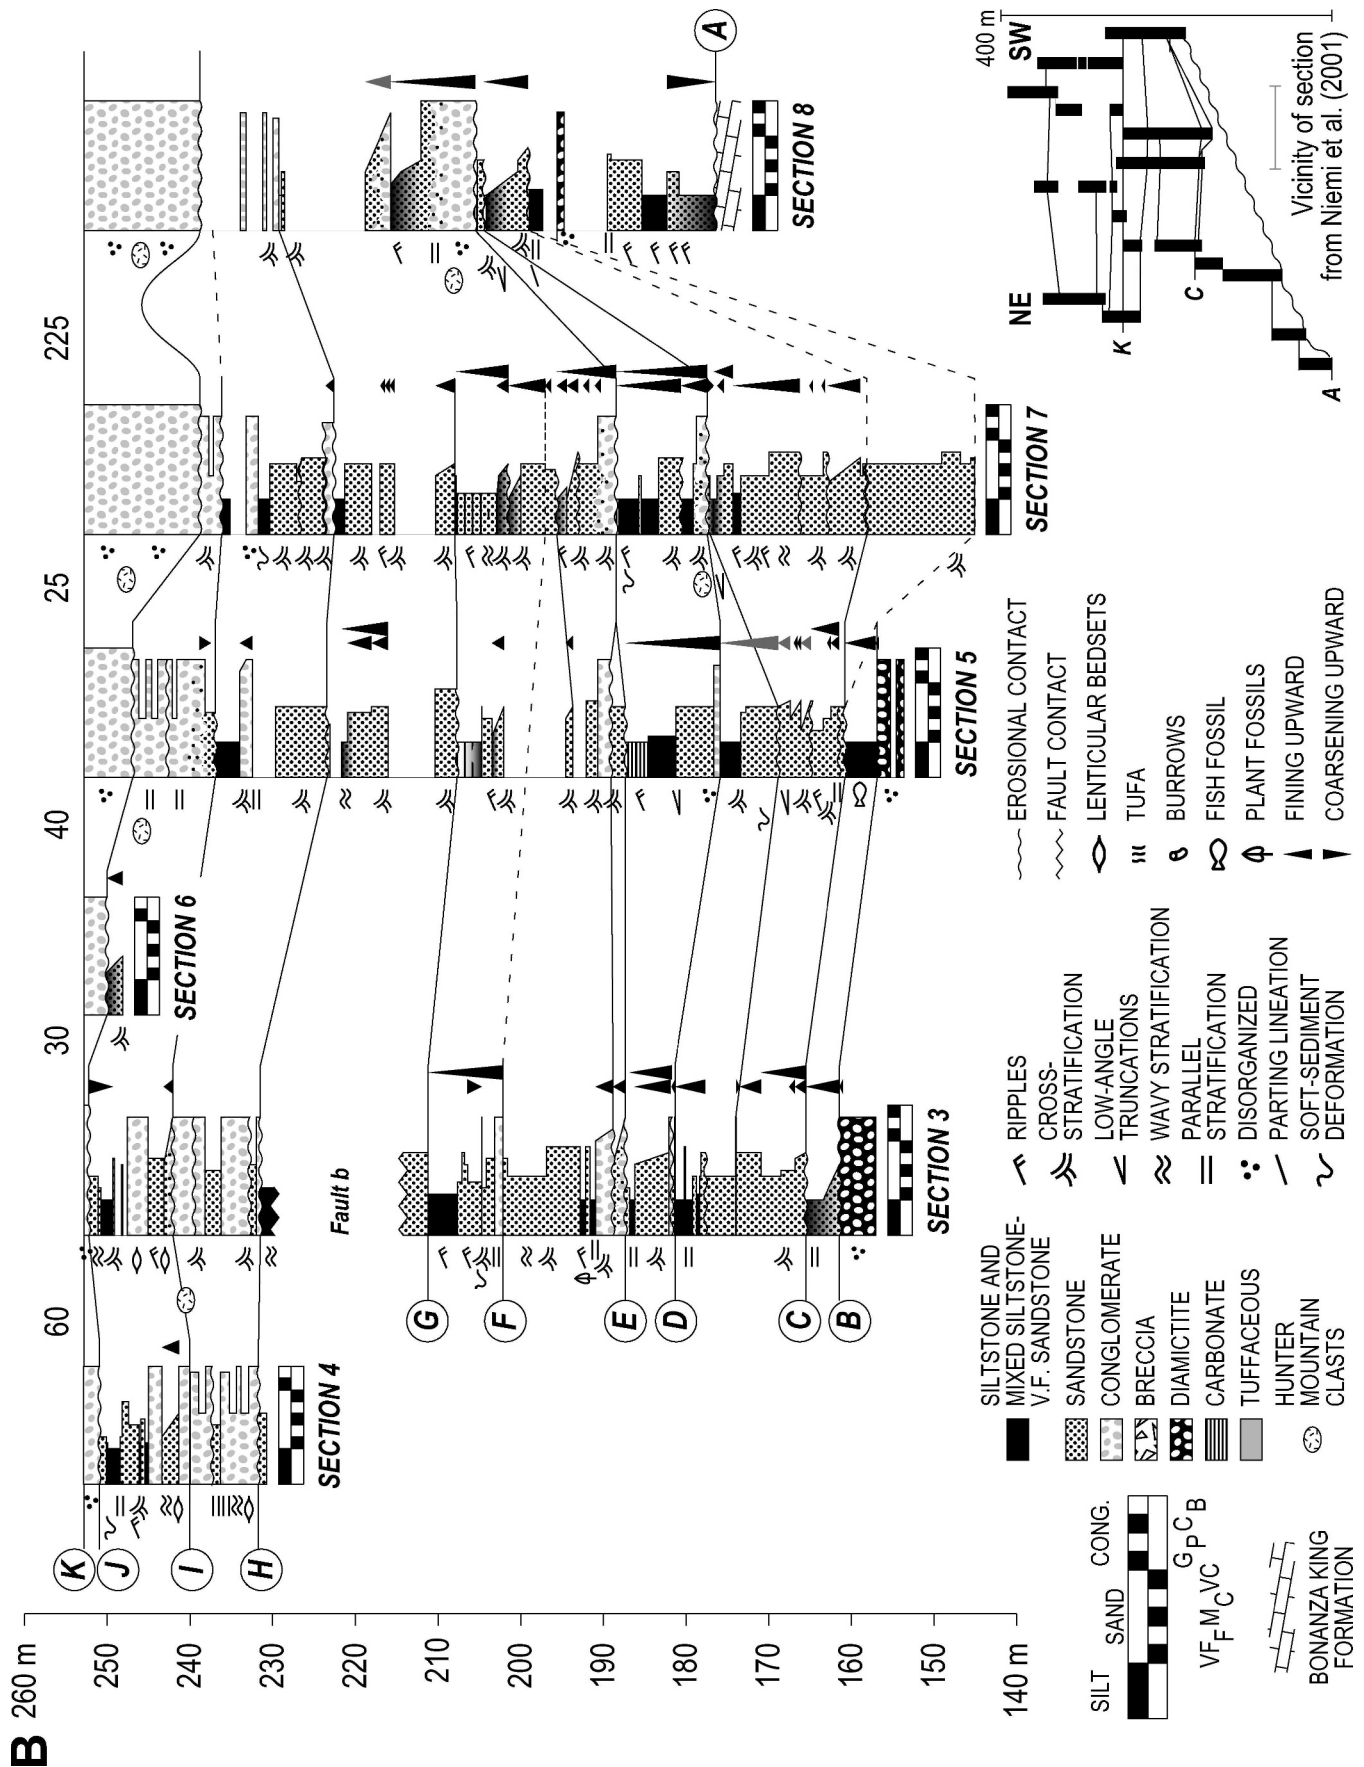 B
260 m
250
240
230
220
210
200
190
180
170
160
150
140 m
60
30
40
25
225
K
J
I
H
G
F
E
D
C
B
A
SECTION 4
Fault b
SECTION 3
SECTION 6
SECTION 5
SECTION 7
SECTION 8
SILT
SAND
CONG.
VF F M C VC
G P C B
BONANZA KING
FORMATION
SILTSTONE AND
MIXED SILTSTONE-
V.F. SANDSTONE
SANDSTONE
CONGLOMERATE
BRECCIA
DIAMICTITE
CARBONATE
TUFFACEOUS
HUNTER
MOUNTAIN
CLASTS
RIPPLES
CROSS-
STRATIFICATION
LOW-ANGLE
TRUNCATIONS
WAVY STRATIFICATION
PARALLEL
STRATIFICATION
DISORGANIZED
PARTING LINEATION
SOFT-SEDIMENT
DEFORMATION
EROSIONAL CONTACT
FAULT CONTACT
LENTICULAR BEDSETS
TUFA
BURROWS
FISH FOSSIL
PLANT FOSSILS
FINING UPWARD
COARSENING UPWARD
400 m
NE
SW
K
C
A
Vicinity of section
from Niemi et al. (2001)